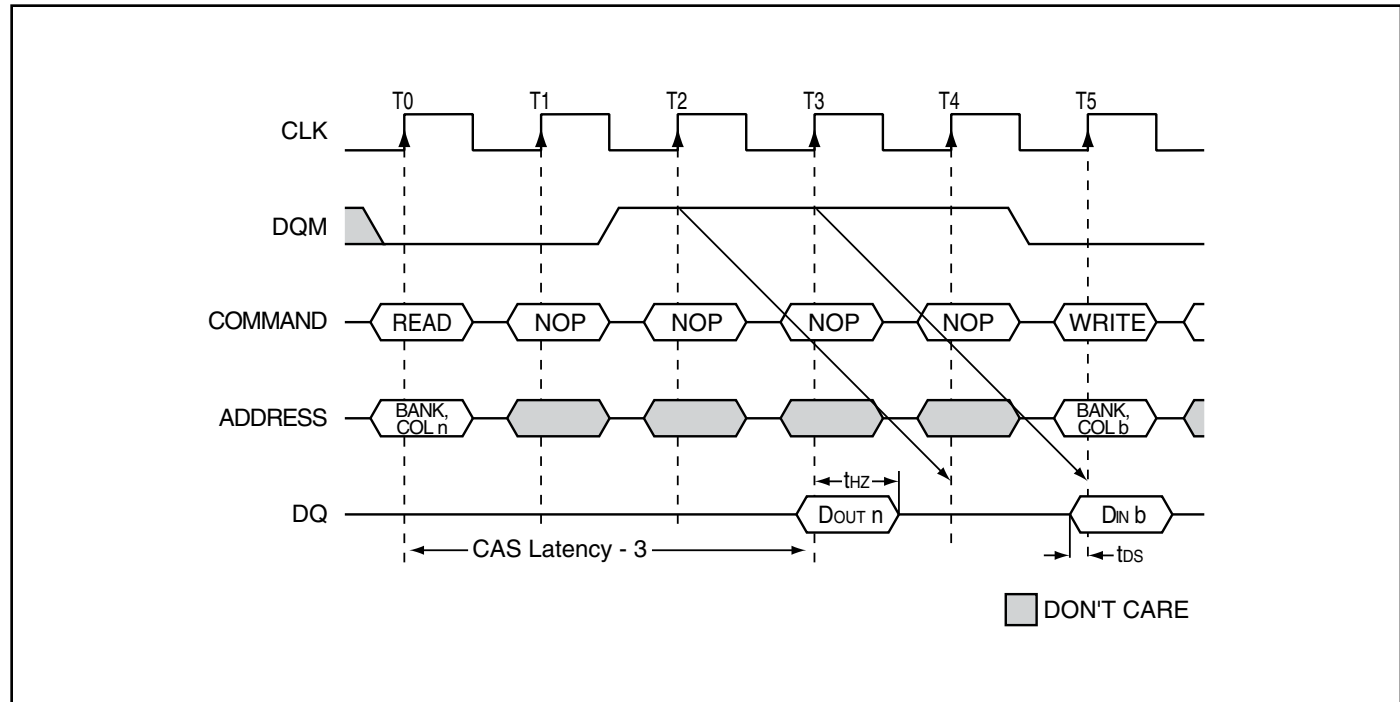 T0 T1 T2 T3 T4 T5
CLK
DQM
COMMAND READ NOP NOP NOP NOP WRITE
ADDRESS BANK, COL n BANK, COL b
tHZ
DQ DOUT n DIN b
CAS Latency - 3 tDS
DON'T CARE